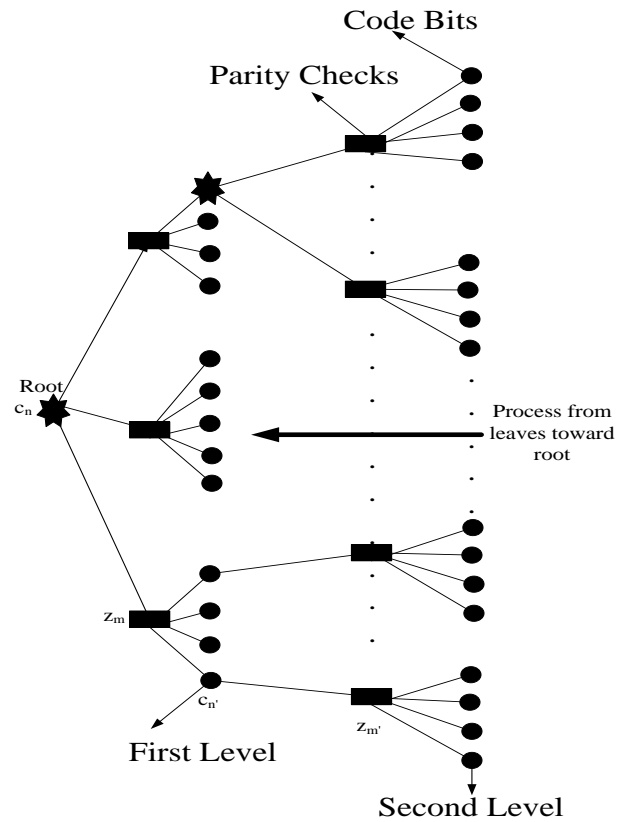 Code Bits
Parity Checks
Root
cₙ
Process from
leaves toward
root
zₘ
cₙ'
zₘ'
First Level
Second Level